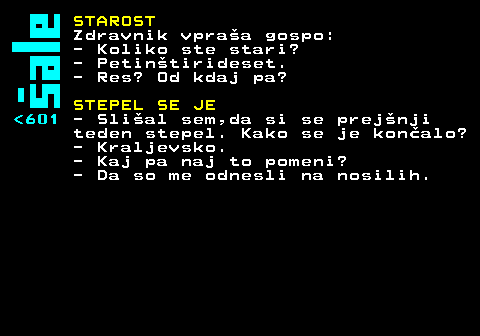 Šale
<601
STAROST
Zdravnik vpraša gospo:
- Koliko ste stari?
- Petinštirideset.
- Res? Od kdaj pa?
STEPEL SE JE
- Slišal sem,da si se prejšnji
teden stepel. Kako se je končalo?
- Kraljevsko.
- Kaj pa naj to pomeni?
- Da so me odnesli na nosilih.